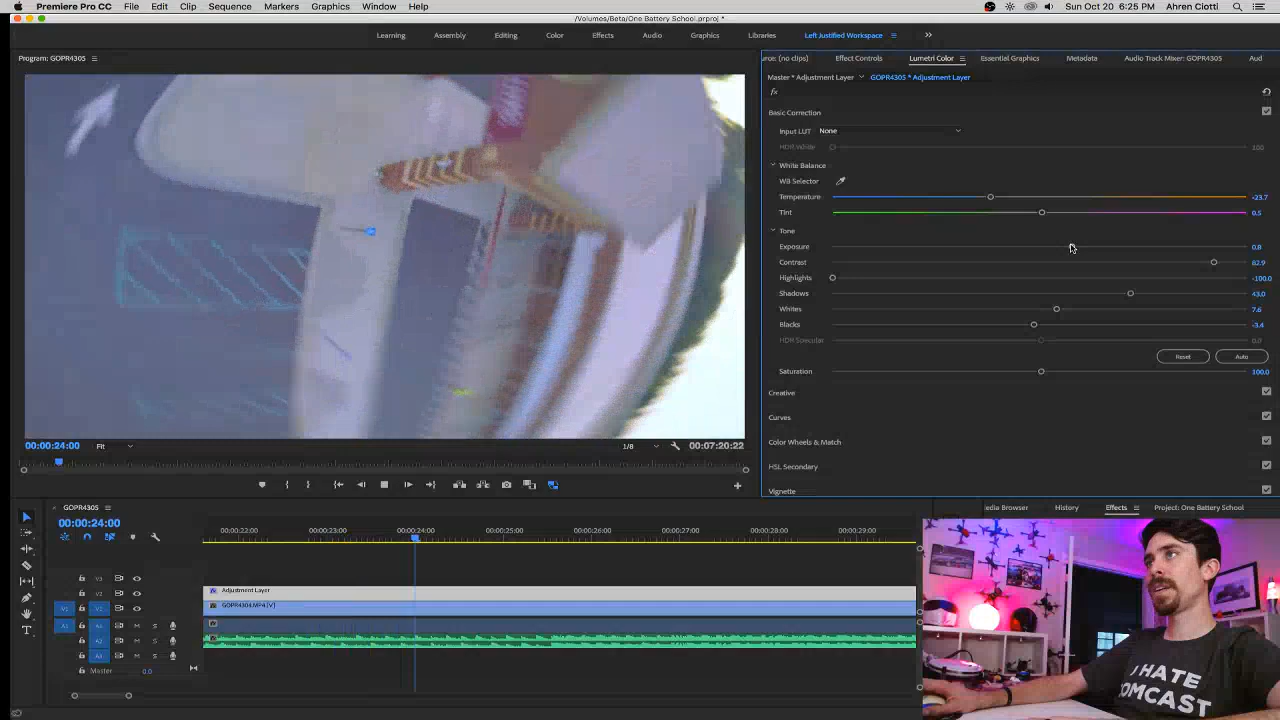 Premiere Pro CC File Edit Clip Sequence Markers Graphics Window Help Sun Oct 20 6:25 PM Ahren Ciotti
/Volumes/Beta/One Battery School.prproj *
Learning Assembly Editing Color Effects Audio Graphics Libraries Left Justified Workspace
Program: GOPR4305
(no clips) Effect Controls Lumetri Color Essential Graphics Metadata Audio Track Mixer: GOPR4305 Aud
Master * Adjustment Layer GOPR4305 * Adjustment Layer
fx
Basic Correction
Input LUT None
HDR White 100
White Balance
WB Selector
Temperature -23.7
Tint 0.5
Tone
Exposure 0.8
Contrast 82.9
Highlights -100.0
Shadows 43.0
Whites 7.6
Blacks -3.4
HDR Specular 0.0
Reset Auto
Saturation 100.0
Creative
Curves
Color Wheels & Match
HSL Secondary
Vignette
00:00:24:00 Fit 1/8 00:07:20:22
GOPR4305
00:00:24:00
00:00:22:00 00:00:23:00 00:00:24:00 00:00:25:00 00:00:26:00 00:00:27:00 00:00:28:00 00:00:29:00
edia Browser History Effects Project: One Battery School
V3
V2 Adjustment Layer
V1 V1 GOPR4304.MP4 [V]
A1 A1 M S
A2 M S
A3 M S
Master 0.0
I HATE
COMCAST